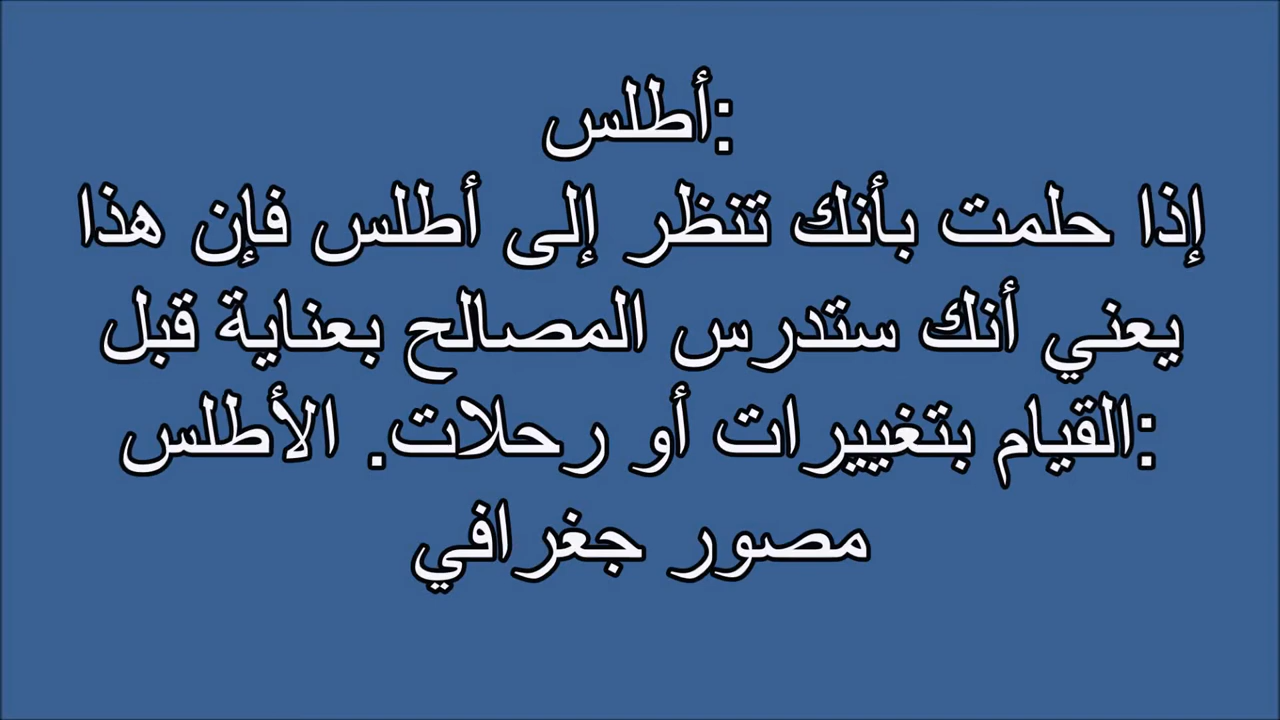 أطلس:
إذا حلمت بأنك تنظر إلى أطلس فإن هذا
يعني أنك ستدرس المصالح بعناية قبل
القيام بتغييرات أو رحلات. الأطلس:
مصور جغرافي